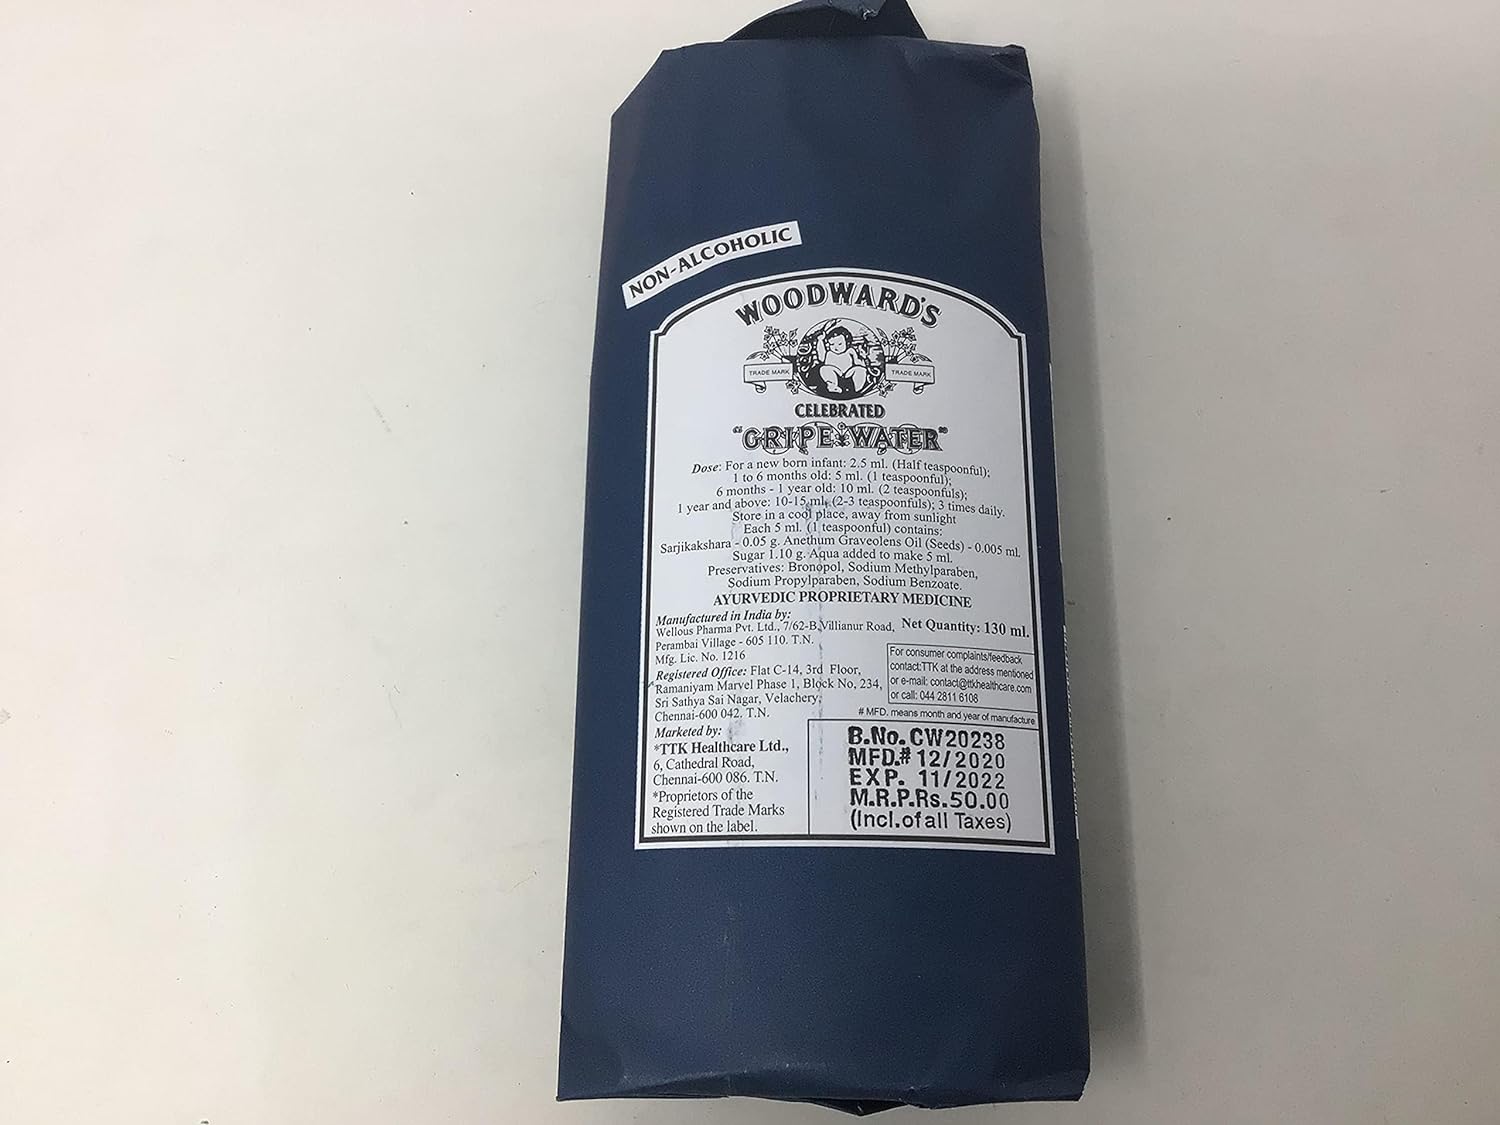 NON-ALCOHOLIC
WOODWARD'S
TRADE MARK
TRADE MARK
CELEBRATED
"GRIPE WATER"
Dose: For a new born infant: 2.5 ml. (Half teaspoonful);
1 to 6 months old: 5 ml. (1 teaspoonful);
6 months - 1 year old: 10 ml. (2 teaspoonfuls);
1 year and above: 10-15 ml. (2-3 teaspoonfuls); 3 times daily.
Store in a cool place, away from sunlight
Each 5 ml. (1 teaspoonful) contains:
Sarjikakshara - 0.05 g. Anethum Graveolens Oil (Seeds) - 0.005 ml.
Sugar 1.10 g. Aqua added to make 5 ml.
Preservatives: Bronopol, Sodium Methylparaben,
Sodium Propylparaben, Sodium Benzoate.
AYURVEDIC PROPRIETARY MEDICINE
Manufactured in India by:
Wellous Pharma Pvt. Ltd., 7/62-B,Villianur Road,
Perambai Village - 605 110. T.N.
Mfg. Lic. No. 1216
Net Quantity: 130 ml.
Registered Office: Flat C-14, 3rd Floor,
Ramaniyam Marvel Phase 1, Block No, 234,
Sri Sathya Sai Nagar, Velachery,
Chennai-600 042. T.N.
For consumer complaints/feedback
contact:TTK at the address mentioned
or e-mail: contact@ttkhealthcare.com
or call: 044 2811 6108
# MFD. means month and year of manufacture
Marketed by:
*TTK Healthcare Ltd.,
6, Cathedral Road,
Chennai-600 086. T.N.
*Proprietors of the
Registered Trade Marks
shown on the label.
B.No.CW20238
MFD.# 12/2020
EXP. 11/2022
M.R.P.Rs.50.00
(Incl.of all Taxes)